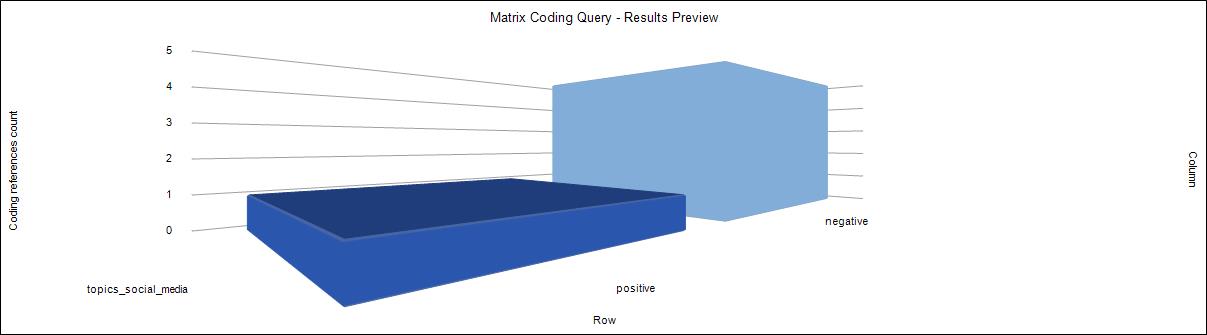 Matrix Coding Query - Results Preview
5
4
3
2
1
0
Coding references count
Column
negative
topics_social_media
positive
Row